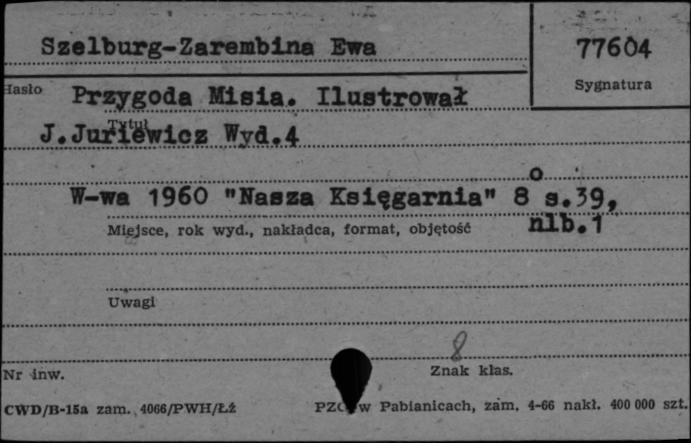 Szelburg-Zarembina Ewa
77604
Sygnatura
Hasło
Przygoda Misia. Ilustrował
Tytuł
J.Juriewicz Wyd.4
W-wa 1960 "Nasza Księgarnia" 8° s.39,
nlb.1
Miejsce, rok wyd., nakładca, format, objętość
Uwagi
8
Nr inw.
Znak klas.
CWD/B-15a zam. 4066/PWH/Łż
w Pabianicach, zam. 4-66 nakł. 400 000 szt.